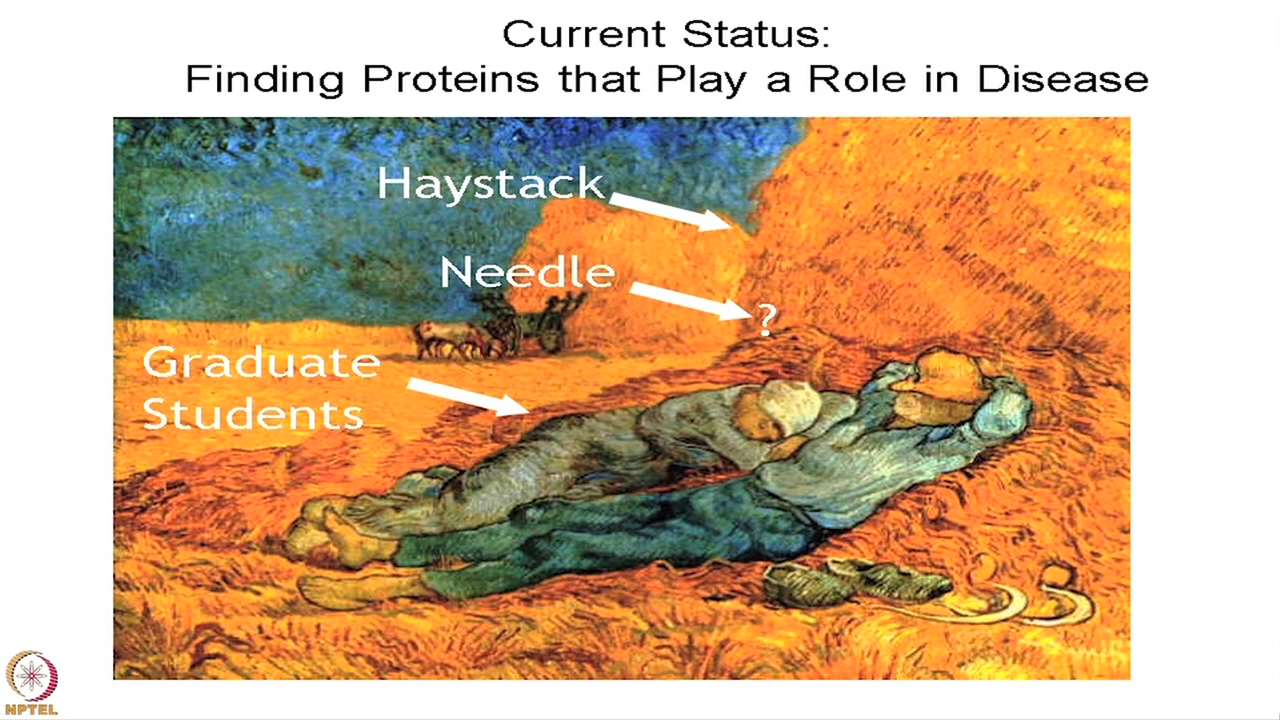 Current Status:
Finding Proteins that Play a Role in Disease
Haystack
Needle
?
Graduate
Students
NPTEL